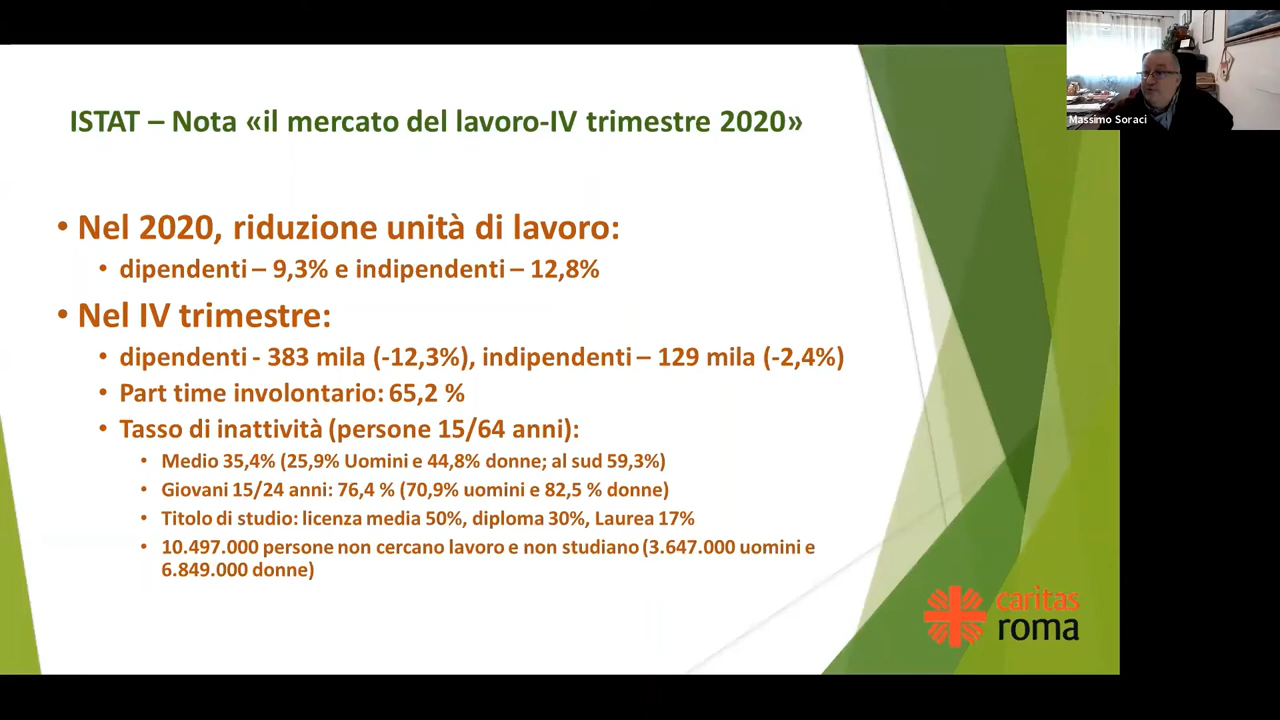 Massimo Soraci
ISTAT – Nota «il mercato del lavoro-IV trimestre 2020»
• Nel 2020, riduzione unità di lavoro:
• dipendenti – 9,3% e indipendenti – 12,8%
• Nel IV trimestre:
• dipendenti - 383 mila (-12,3%), indipendenti – 129 mila (-2,4%)
• Part time involontario: 65,2 %
• Tasso di inattività (persone 15/64 anni):
• Medio 35,4% (25,9% Uomini e 44,8% donne; al sud 59,3%)
• Giovani 15/24 anni: 76,4 % (70,9% uomini e 82,5 % donne)
• Titolo di studio: licenza media 50%, diploma 30%, Laurea 17%
• 10.497.000 persone non cercano lavoro e non studiano (3.647.000 uomini e
6.849.000 donne)
caritas
roma